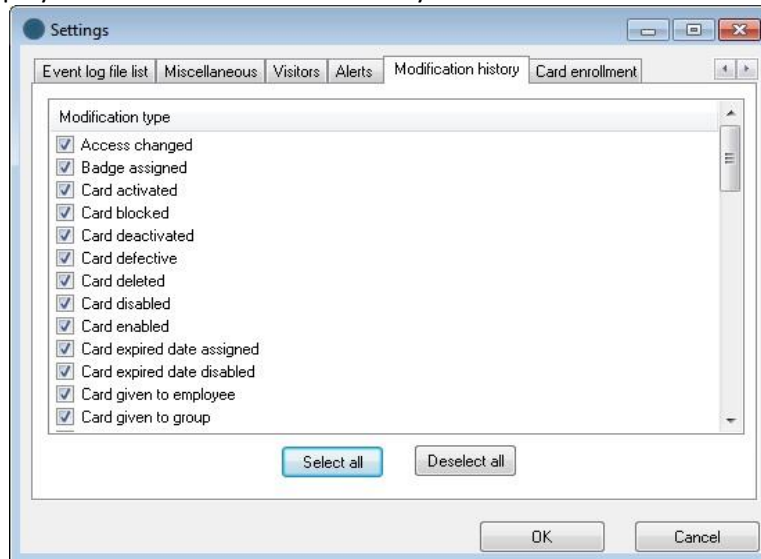 Settings
Event log file list Miscellaneous Visitors Alerts Modification history Card enrollment
Modification type
Access changed
Badge assigned
Card activated
Card blocked
Card deactivated
Card defective
Card deleted
Card disabled
Card enabled
Card expired date assigned
Card expired date disabled
Card given to employee
Card given to group
Select all Deselect all
OK Cancel